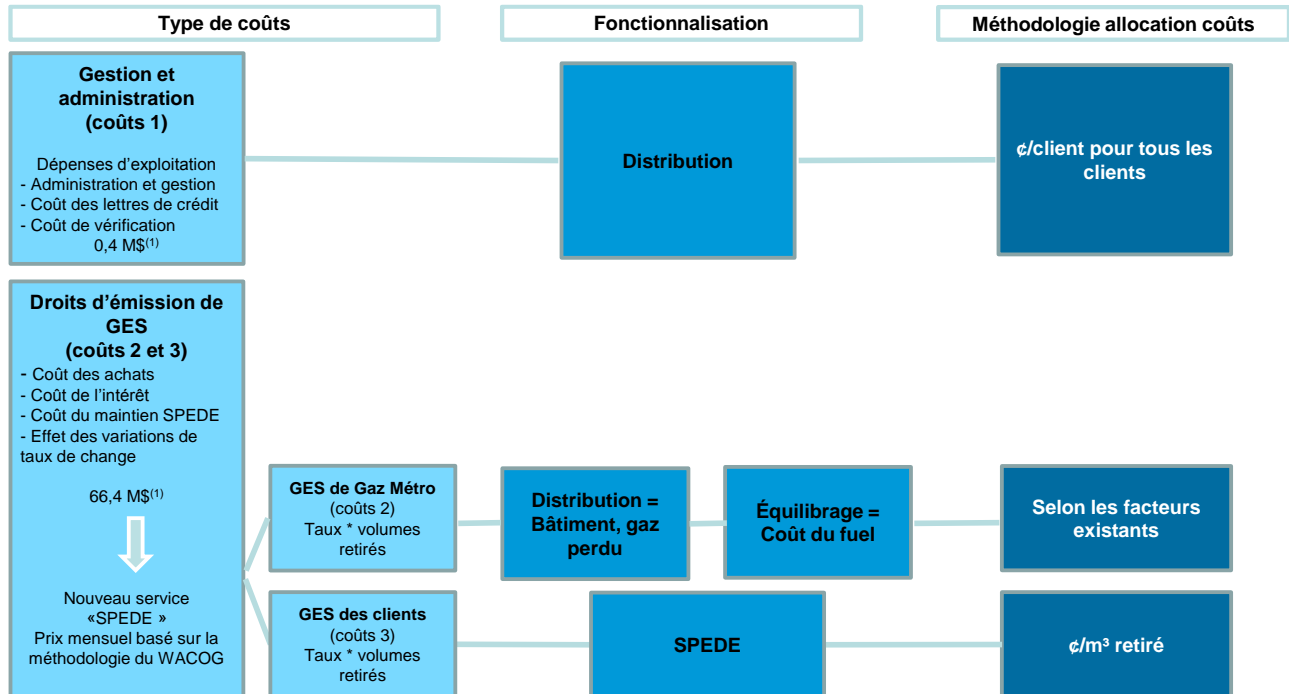 Type de coûts
Fonctionnalisation
Méthodologie allocation coûts
Gestion et
administration
(coûts 1)
Dépenses d’exploitation
- Administration et gestion
- Coût des lettres de crédit
- Coût de vérification
0,4 M$(1)
Distribution
¢/client pour tous les
clients
Droits d’émission de
GES
(coûts 2 et 3)
- Coût des achats
- Coût de l’intérêt
- Coût du maintien SPEDE
- Effet des variations de
taux de change
66,4 M$(1)
Nouveau service
«SPEDE »
Prix mensuel basé sur la
méthodologie du WACOG
GES de Gaz Métro
(coûts 2)
Taux * volumes
retirés
Distribution =
Bâtiment, gaz
perdu
Équilibrage =
Coût du fuel
Selon les facteurs
existants
GES des clients
(coûts 3)
Taux * volumes
retirés
SPEDE
¢/m³ retiré